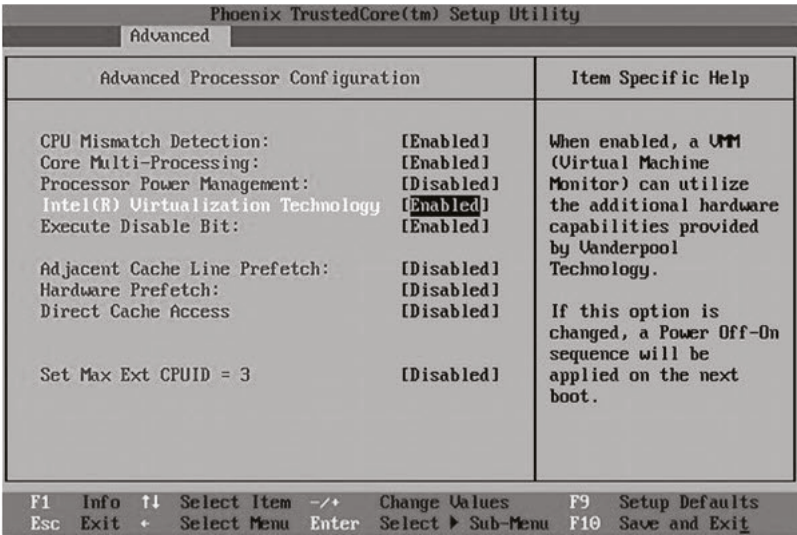 Phoenix TrustedCore(tm) Setup Utility
Advanced
Advanced Processor Configuration
Item Specific Help
CPU Mismatch Detection: [Enabled]
Core Multi-Processing: [Enabled]
Processor Power Management: [Disabled]
Intel(R) Virtualization Technology [Enabled]
Execute Disable Bit: [Enabled]
Adjacent Cache Line Prefetch: [Disabled]
Hardware Prefetch: [Disabled]
Direct Cache Access [Disabled]
Set Max Ext CPUID = 3 [Disabled]
When enabled, a VMM
(Virtual Machine
Monitor) can utilize
the additional hardware
capabilities provided
by Vanderpool
Technology.
If this option is
changed, a Power Off-On
sequence will be
applied on the next
boot.
F1 Info ↑↓ Select Item -/+ Change Values F9 Setup Defaults
Esc Exit ← Select Menu Enter Select ▶ Sub-Menu F10 Save and Exit